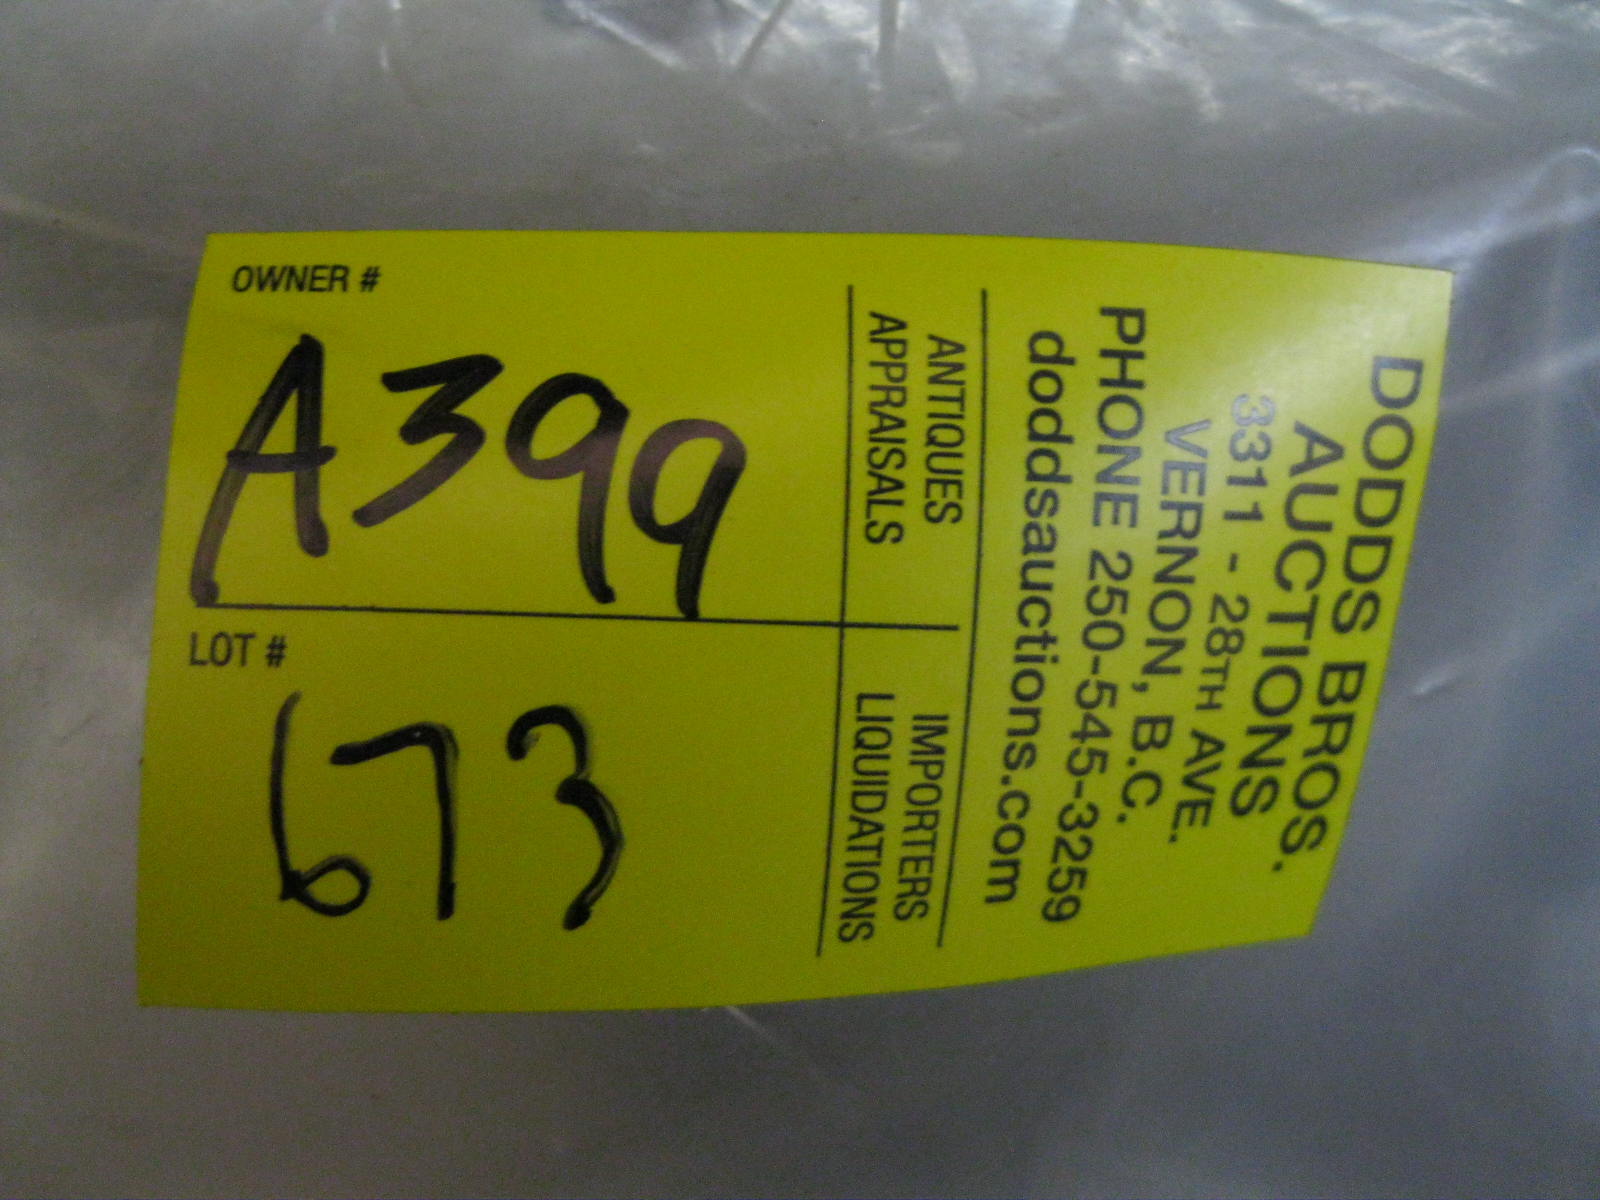 OWNER #
A399
LOT #
673
DODDS BROS.
AUCTIONS
3311 - 28TH AVE.
VERNON, B.C.
PHONE 250-545-3259
doddsauctions.com
ANTIQUES
APPRAISALS
IMPORTERS
LIQUIDATIONS